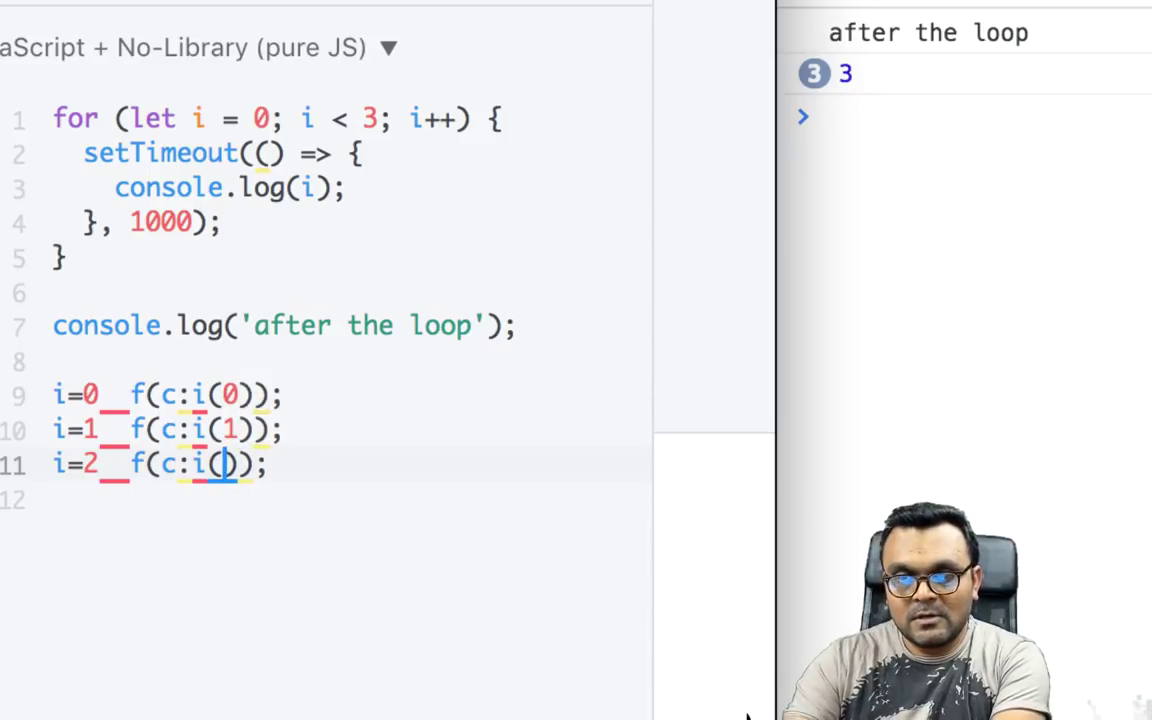 aScript + No-Library (pure JS) ▼
1 for (let i = 0; i < 3; i++) {
2 setTimeout(() => {
3 console.log(i);
4 }, 1000);
5 }
6
7 console.log('after the loop');
8
9 i=0 f(c:i(0));
10 i=1 f(c:i(1));
11 i=2 f(c:i());
12
after the loop
3 3
>